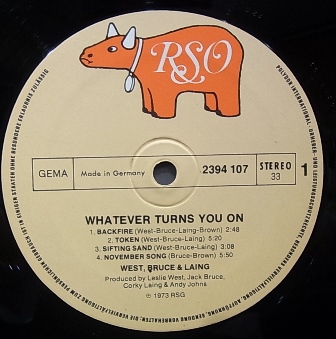 RSO
GEMA
Made in Germany
2394 107
STEREO
33
1
WHATEVER TURNS YOU ON
1. BACKFIRE (West-Bruce-Laing-Brown) 2:48
2. TOKEN (West-Bruce-Laing) 5:20
3. SIFTING SAND (West-Bruce-Laing) 3:08
4. NOVEMBER SONG (Bruce-Brown) 5:50
WEST, BRUCE & LAING
Produced by Leslie West, Jack Bruce,
Corky Laing and Andy Johns
℗ 1973 RSG
POLYDOR INTERNATIONAL